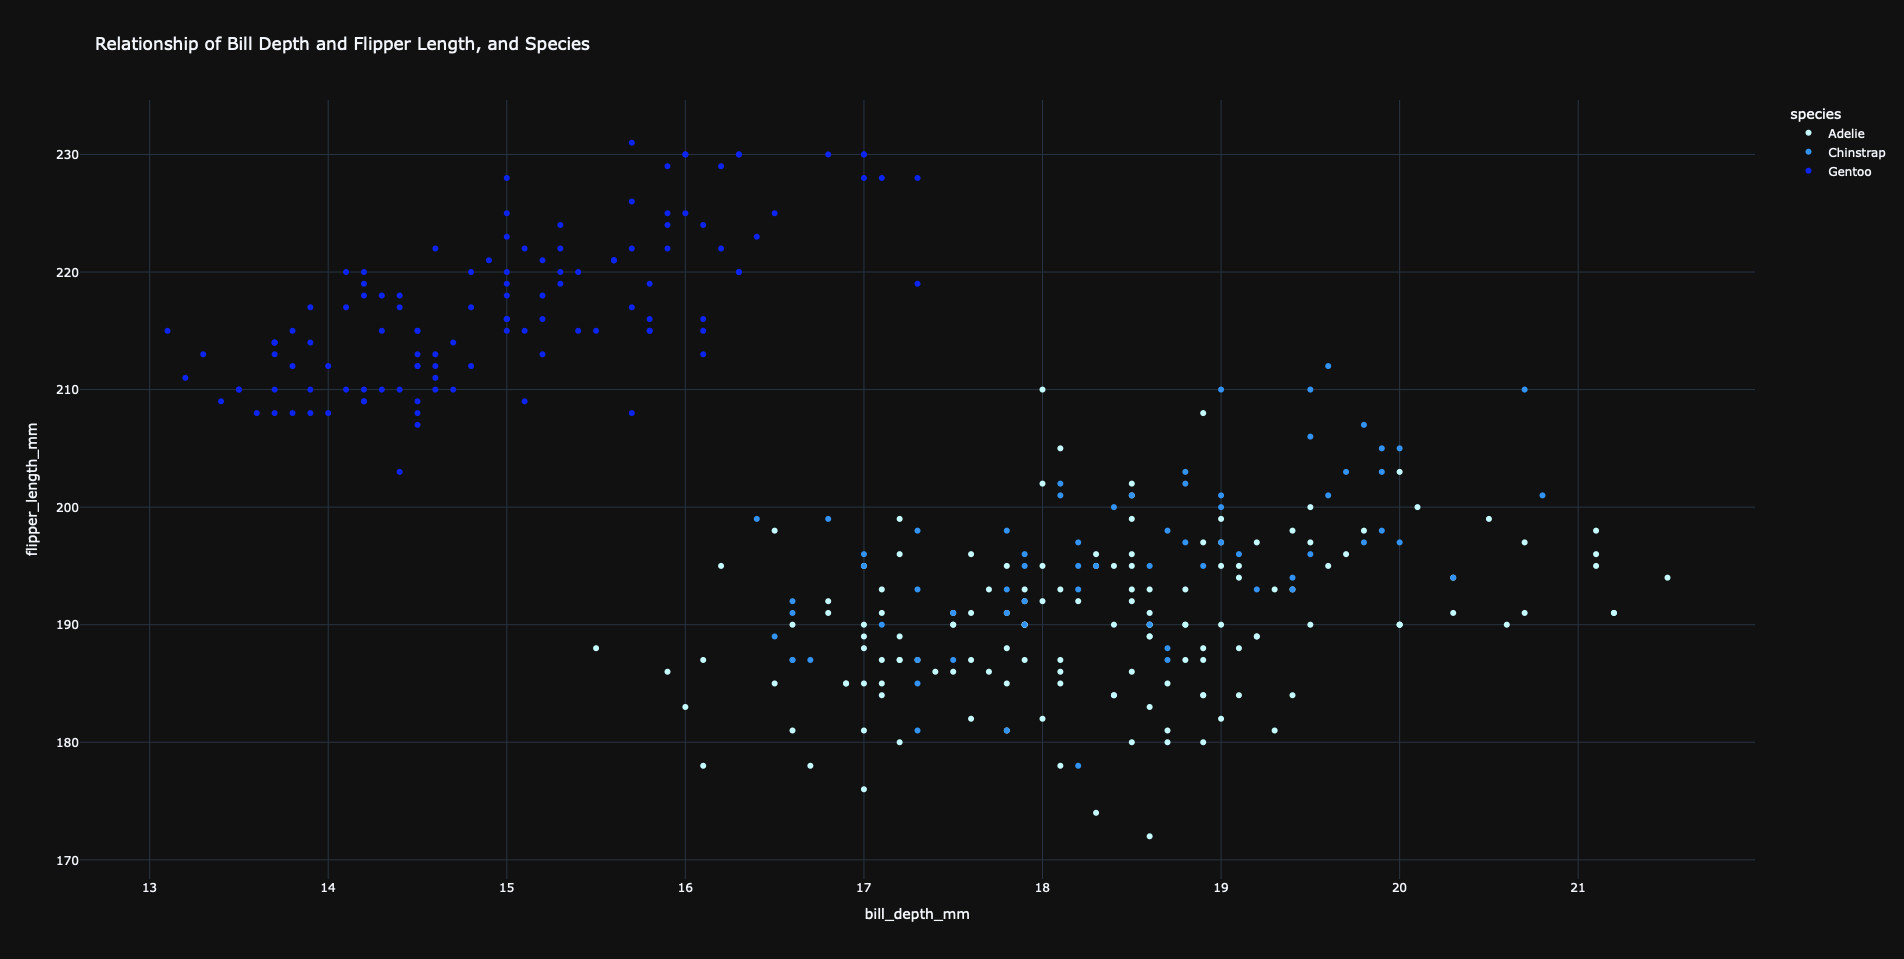 Relationship of Bill Depth and Flipper Length, and Species
species
Adelie
Chinstrap
Gentoo
flipper_length_mm
230
220
210
200
190
180
170
13 14 15 16 17 18 19 20 21
bill_depth_mm